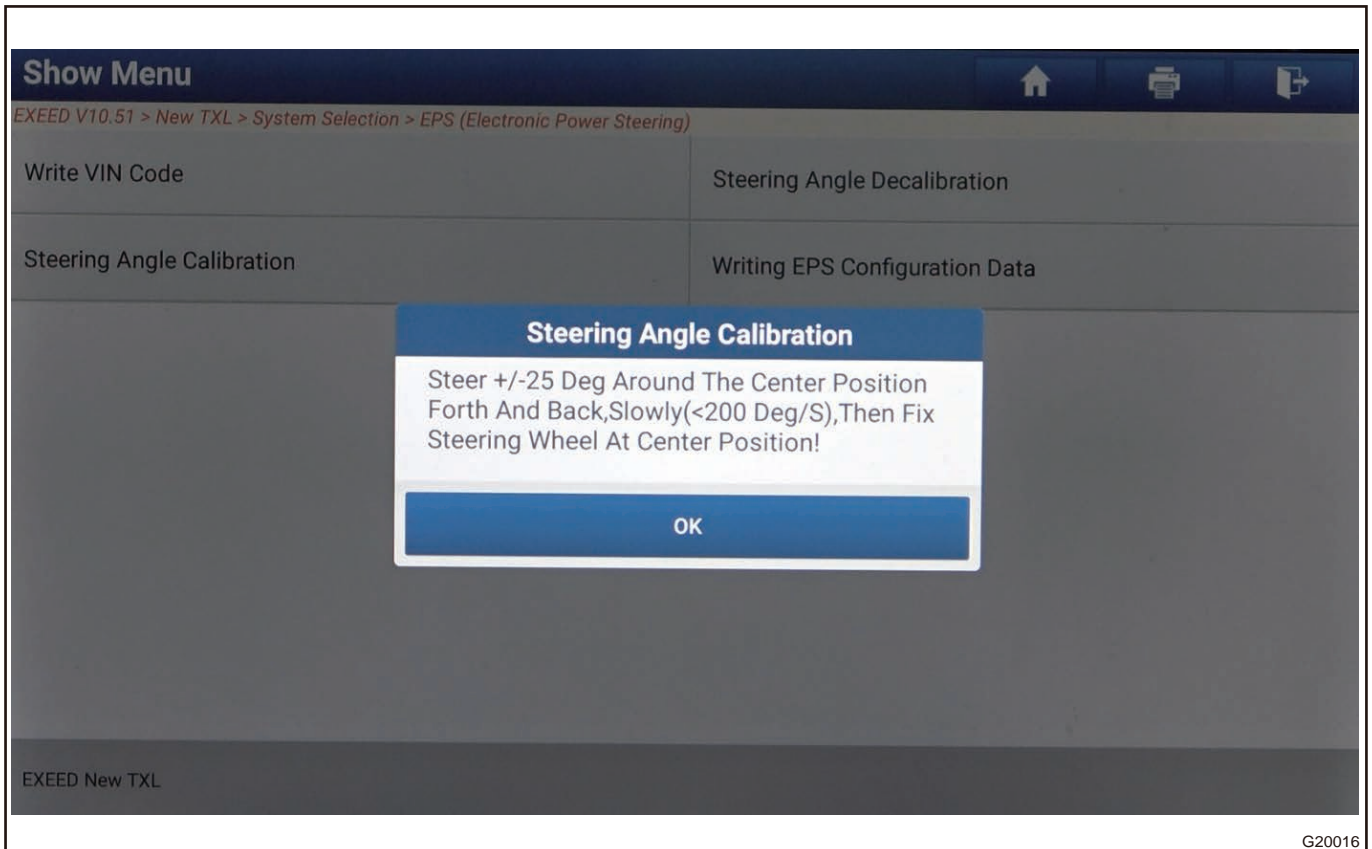 Show Menu
EXEED V10.51 > New TXL > System Selection > EPS (Electronic Power Steering)
Write VIN Code
Steering Angle Decalibration
Steering Angle Calibration
Writing EPS Configuration Data
Steering Angle Calibration
Steer +/-25 Deg Around The Center Position
Forth And Back,Slowly(<200 Deg/S),Then Fix
Steering Wheel At Center Position!
OK
EXEED New TXL
G20016